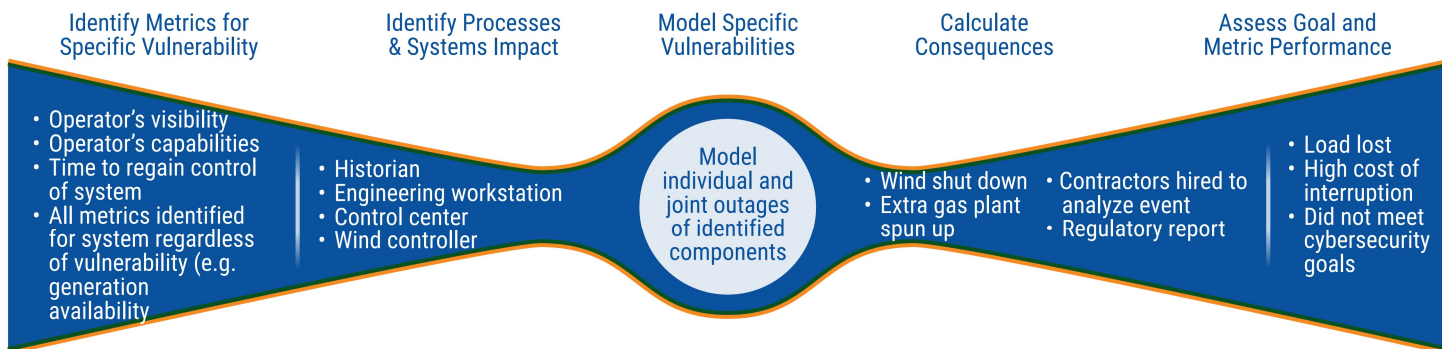 Identify Metrics for
Specific Vulnerability
Identify Processes
& Systems Impact
Model Specific
Vulnerabilities
Calculate
Consequences
Assess Goal and
Metric Performance
• Operator’s visibility
• Operator’s capabilities
• Time to regain control
of system
• All metrics identified
for system regardless
of vulnerability (e.g.
generation
availability
• Historian
• Engineering workstation
• Control center
• Wind controller
Model
individual and
joint outages
of identified
components
• Wind shut down
• Extra gas plant
spun up
• Contractors hired to
analyze event
• Regulatory report
• Load lost
• High cost of
interruption
• Did not meet
cybersecurity
goals